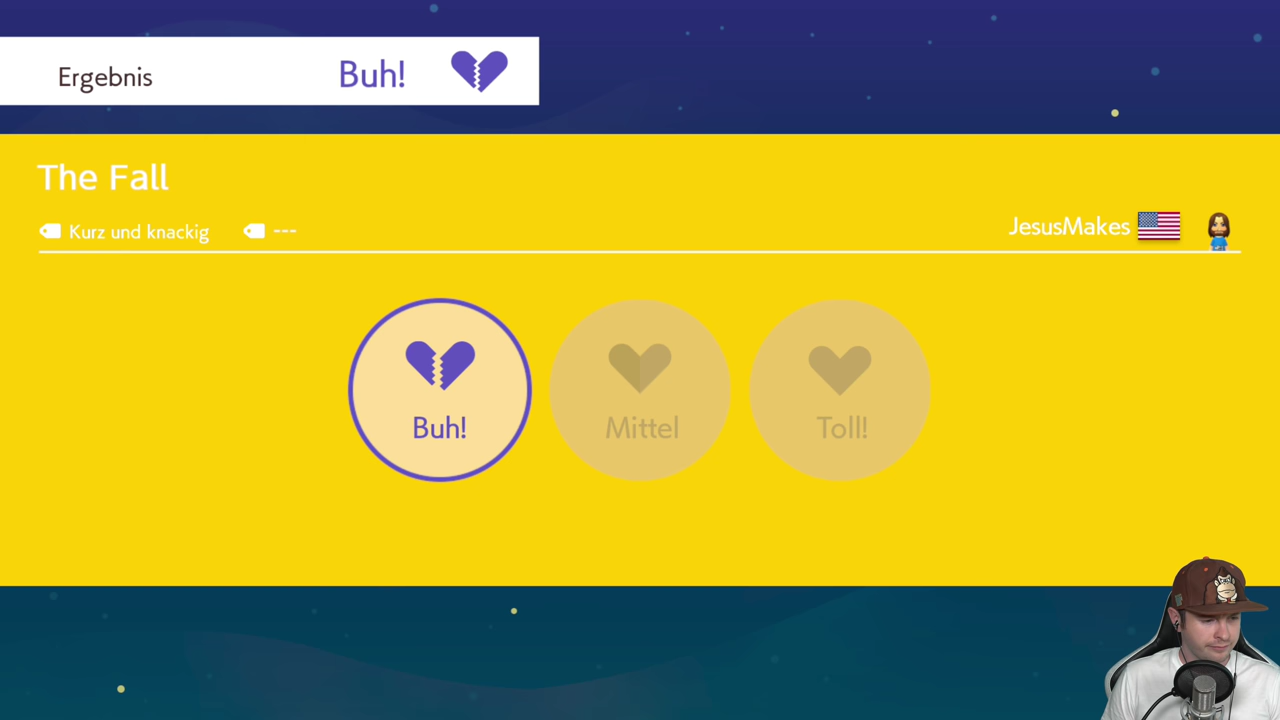 Ergebnis Buh!
The Fall
Kurz und knackig ---
JesusMakes
Buh! Mittel Toll!